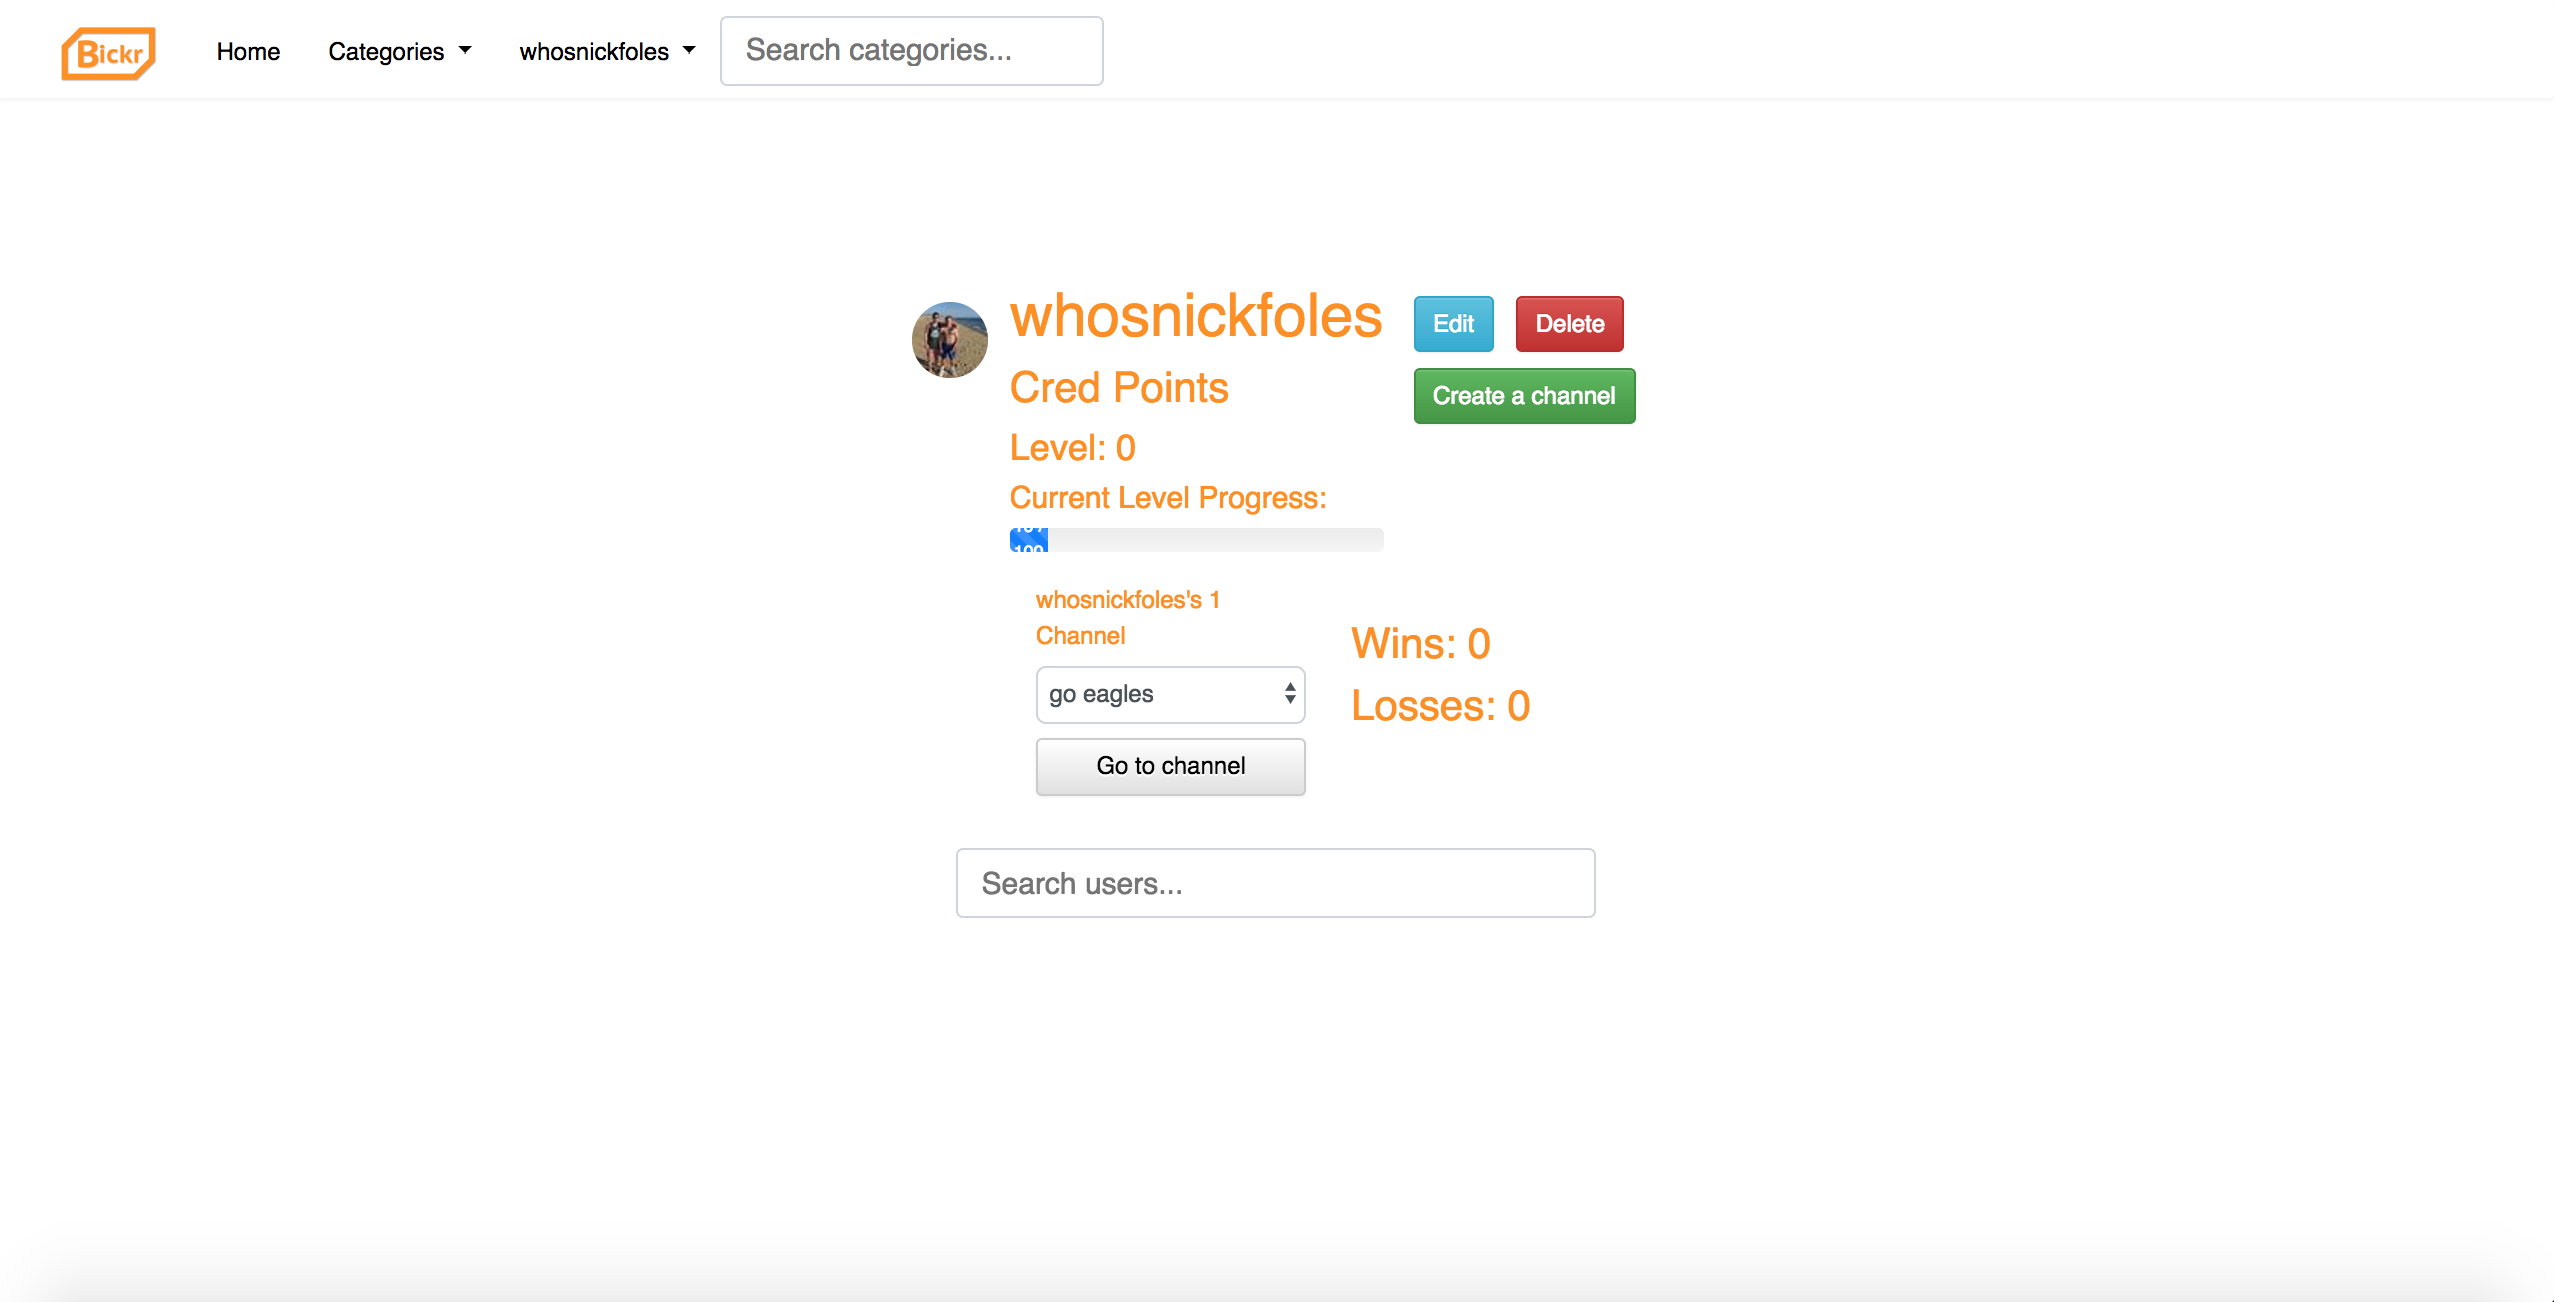 Bickr
Home
Categories
whosnickfoles
Search categories...
whosnickfoles
Edit
Delete
Cred Points
Create a channel
Level: 0
Current Level Progress:
whosnickfoles's 1
Channel
go eagles
Go to channel
Wins: 0
Losses: 0
Search users...